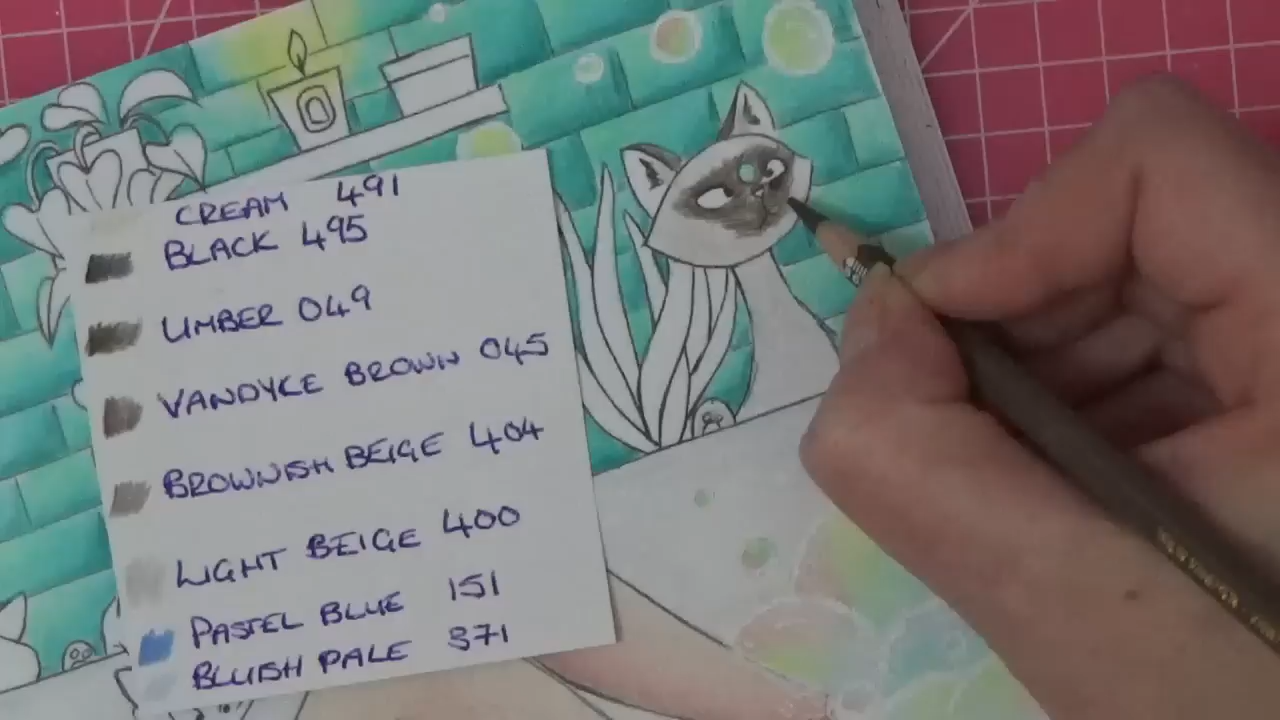 CREAM 491
BLACK 495
UMBER 049
VANDYKE BROWN 045
BROWNISH BEIGE 404
LIGHT BEIGE 400
PASTEL BLUE 151
BLUISH PALE 371